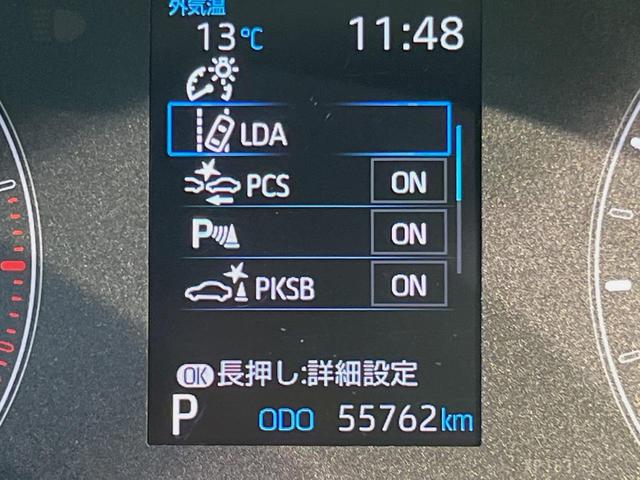 外気温
13℃ 11:48
LDA
PCS ON
P ON
PKSB ON
OK 長押し:詳細設定
P ODO 55762km